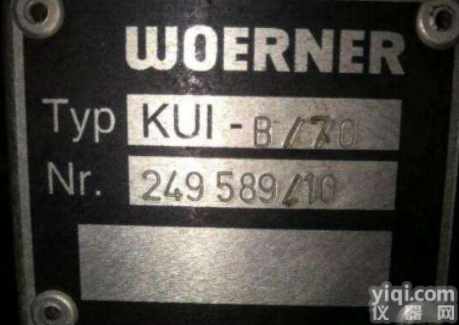 WOERNER
Typ KUI - B/70
Nr. 249 589/10
yiqi.com
仪器网